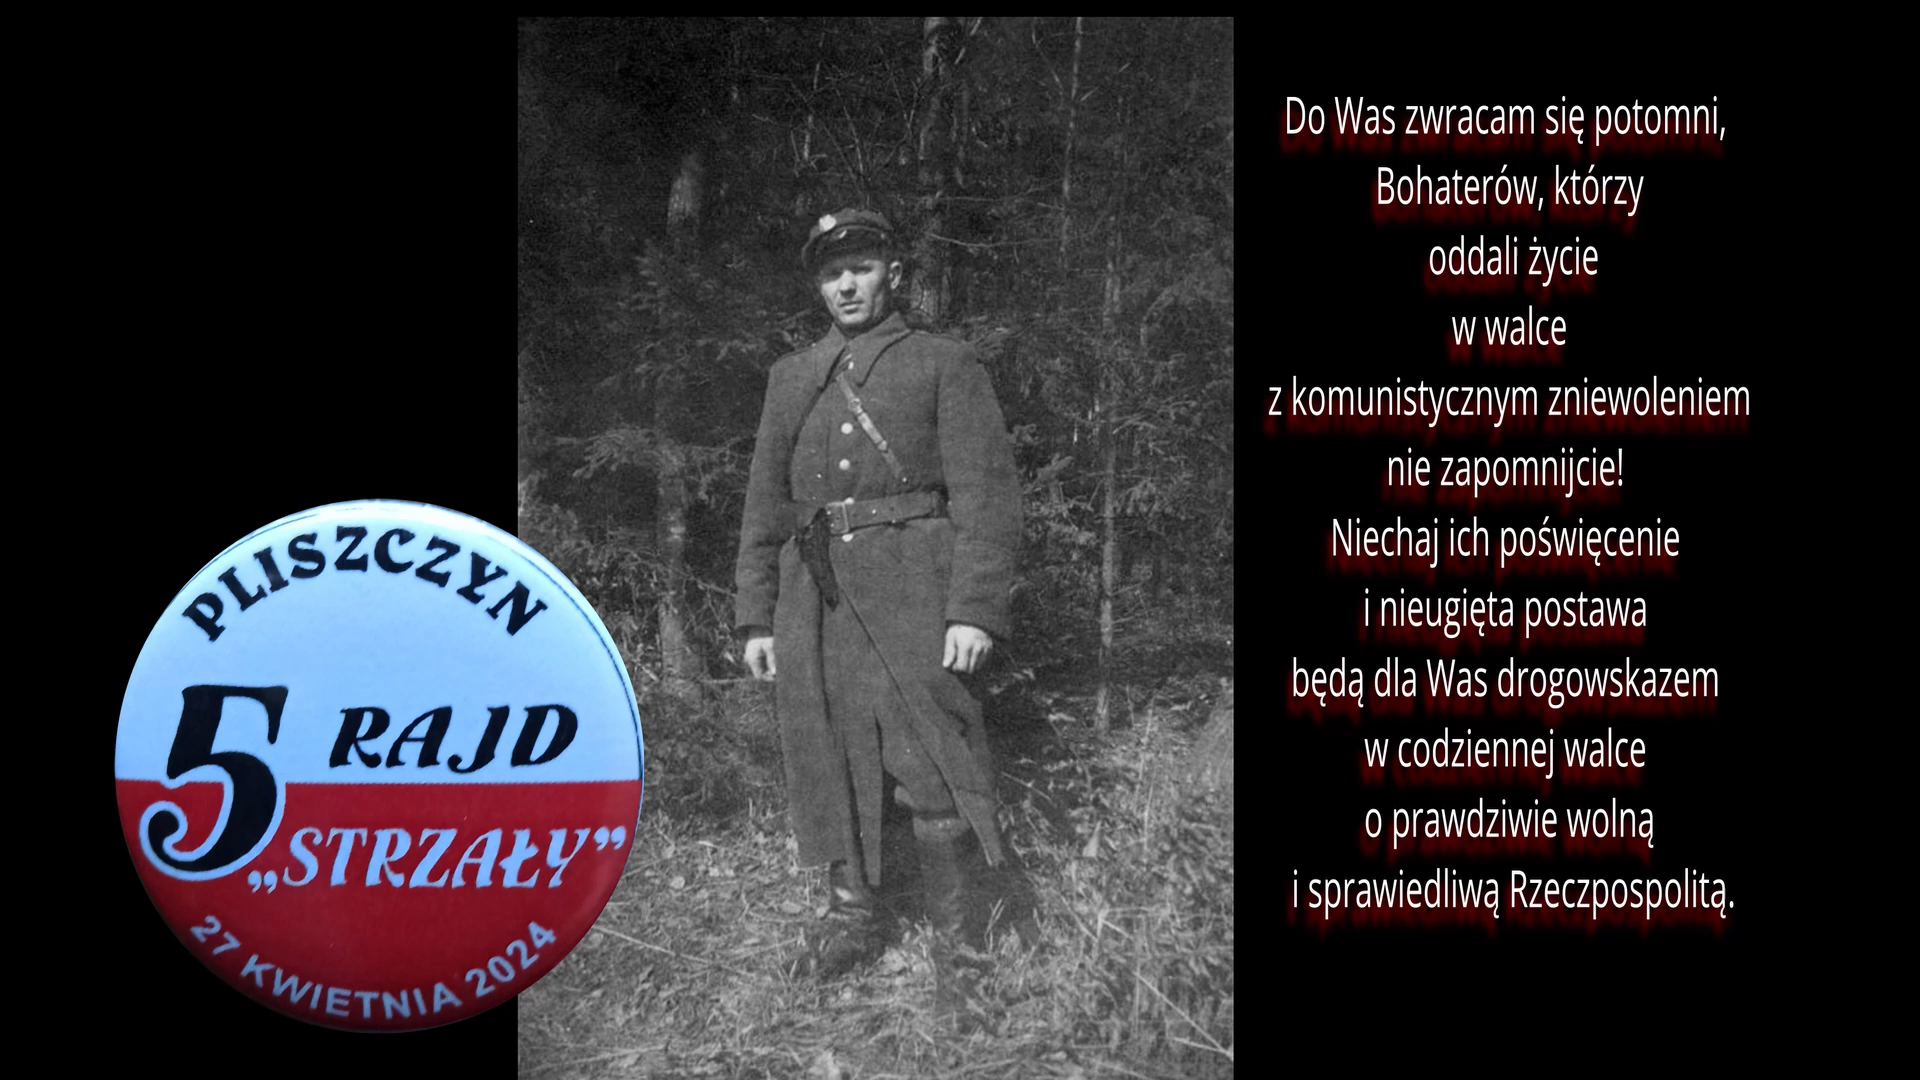 PLISZCZYN
5 RAJD
„STRZAŁY”
27 KWIETNIA 2024
Do Was zwracam się potomni,
Bohaterów, którzy
oddali życie
w walce
z komunistycznym zniewoleniem
nie zapomnijcie!
Niechaj ich poświęcenie
i nieugięta postawa
będą dla Was drogowskazem
w codziennej walce
o prawdziwie wolną
i sprawiedliwą Rzeczpospolitą.